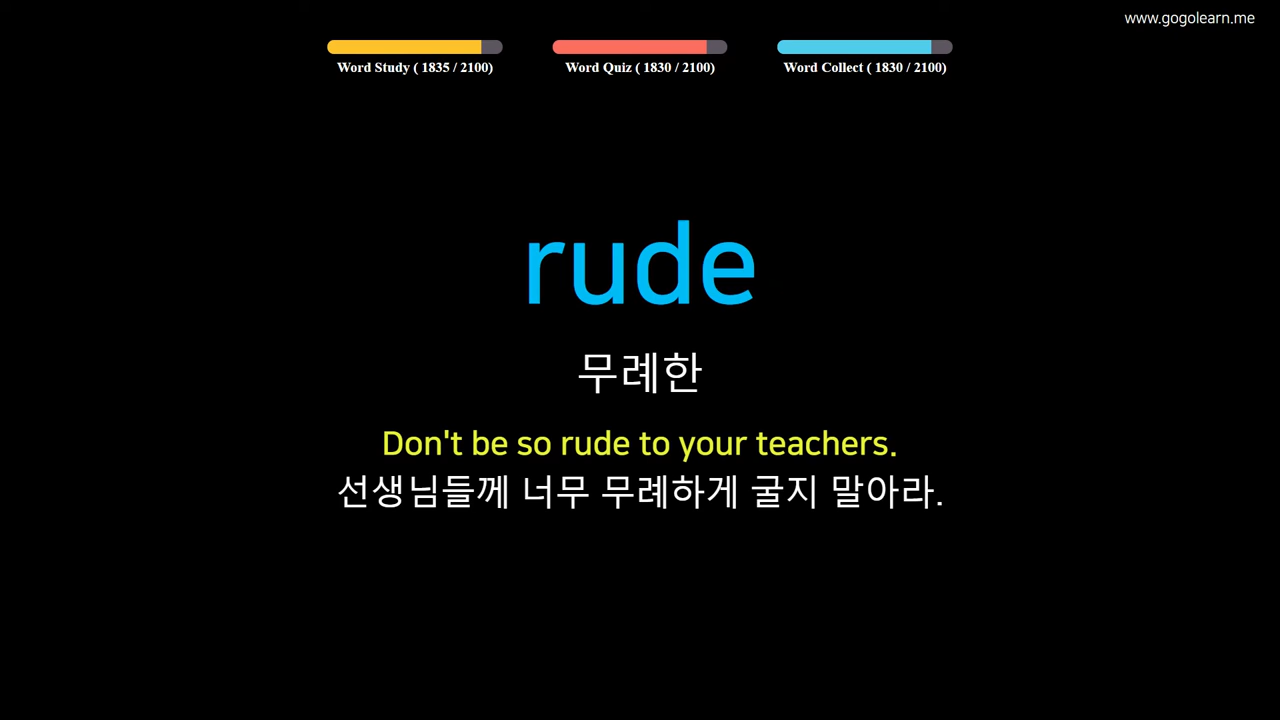 www.gogolearn.me
Word Study ( 1835 / 2100)
Word Quiz ( 1830 / 2100)
Word Collect ( 1830 / 2100)
rude
무례한
Don't be so rude to your teachers.
선생님들께 너무 무례하게 굴지 말아라.